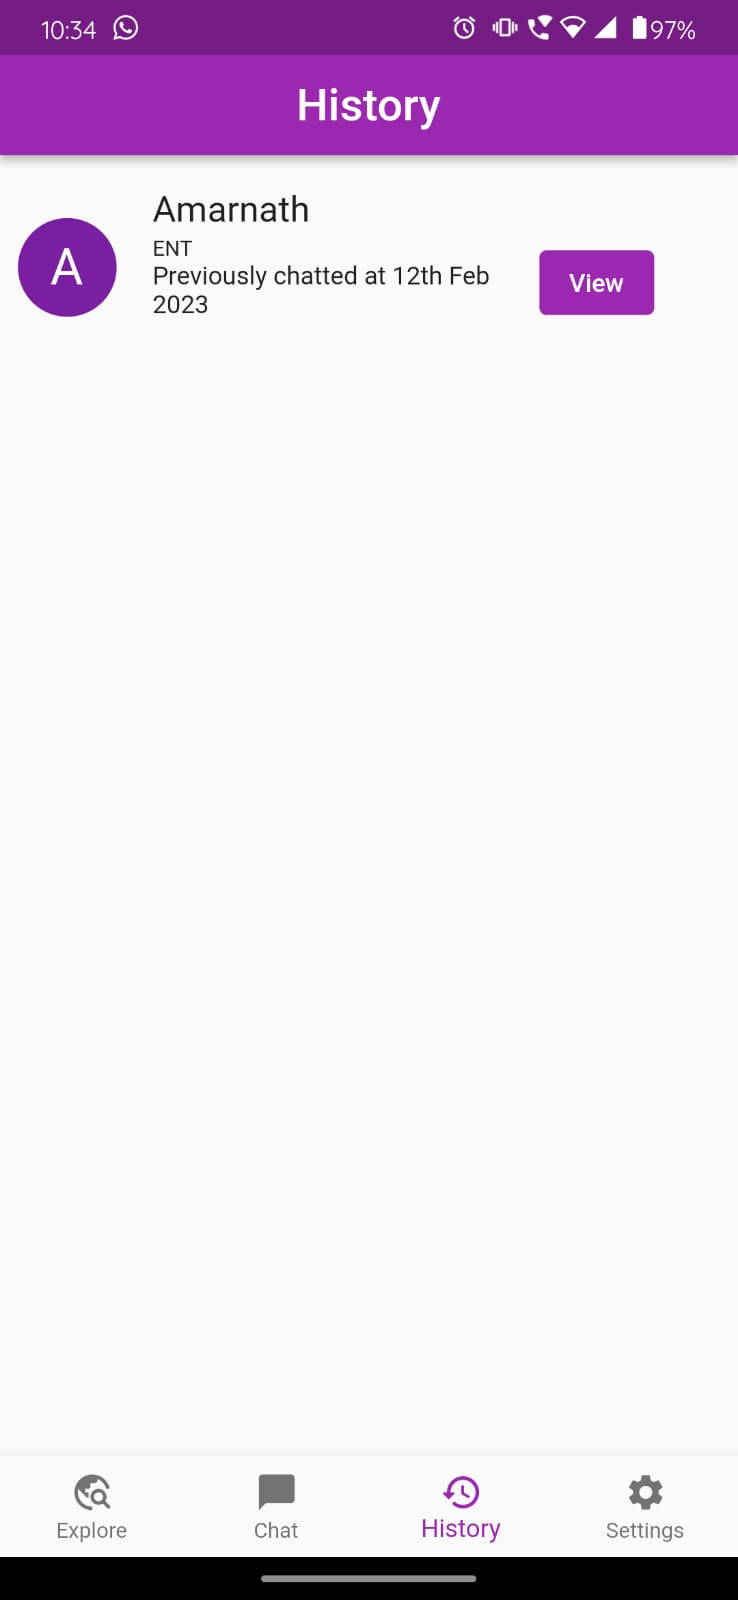 10:34
97%
History
A
Amarnath
ENT
Previously chatted at 12th Feb
2023
View
Explore
Chat
History
Settings